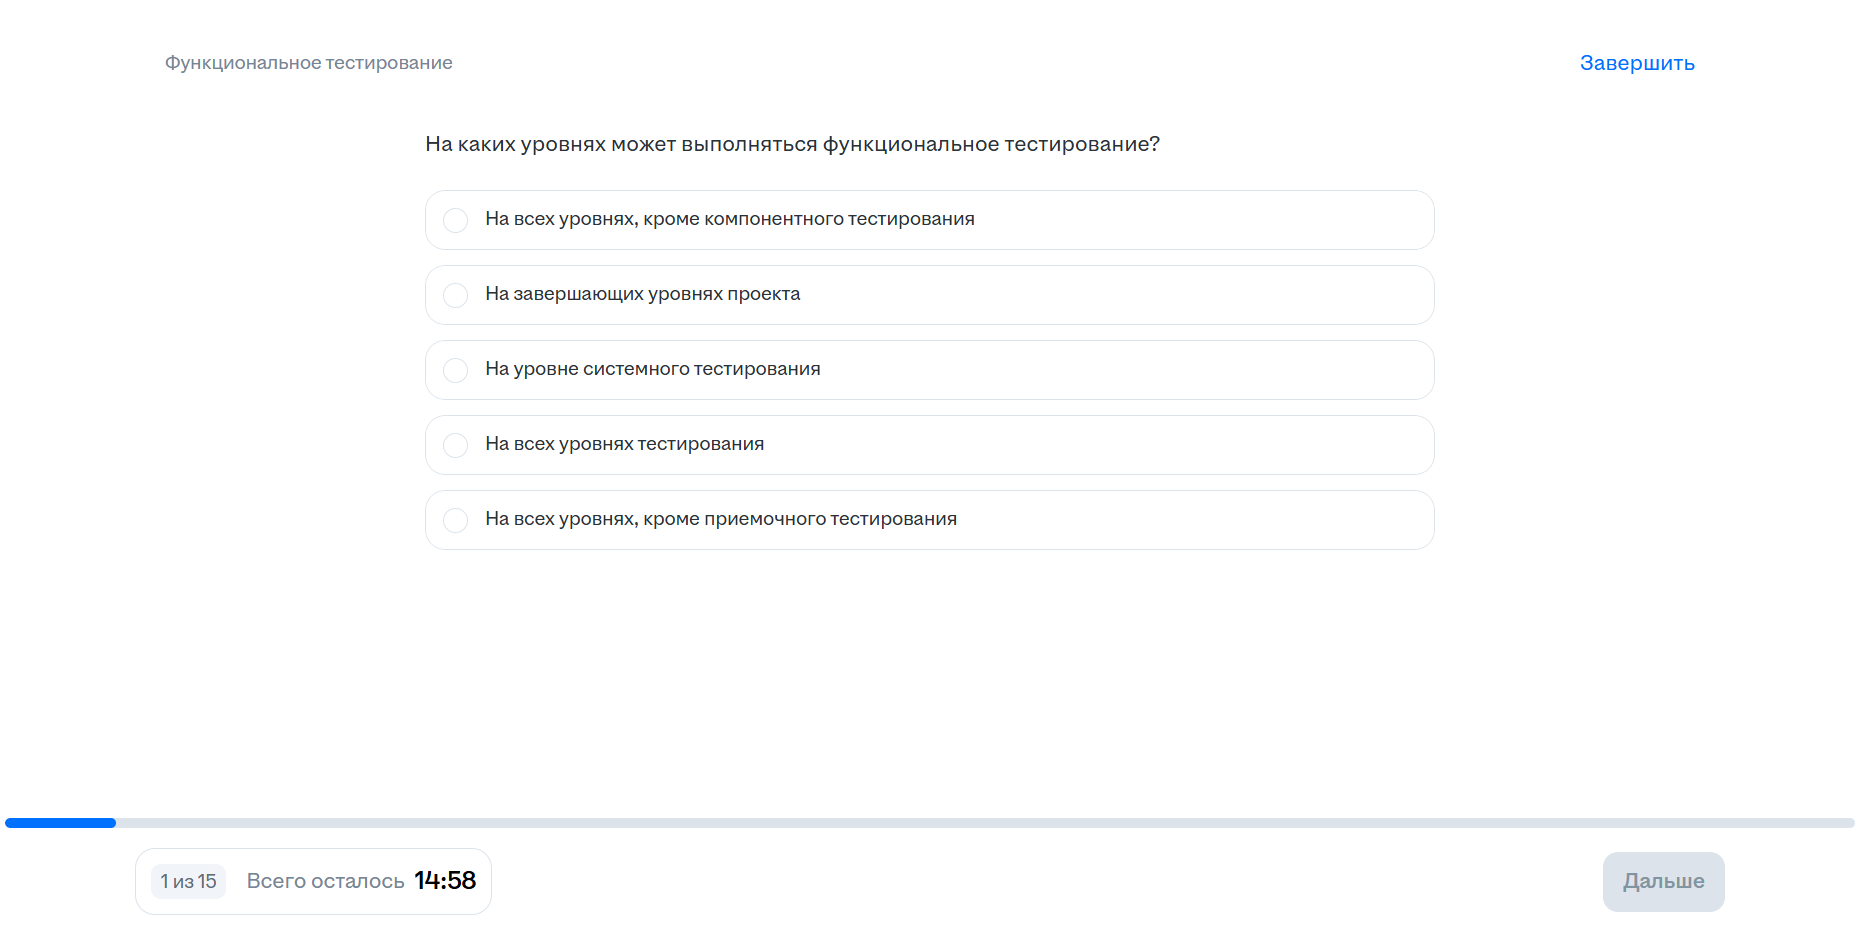 Функциональное тестирование
Завершить
На каких уровнях может выполняться функциональное тестирование?
На всех уровнях, кроме компонентного тестирования
На завершающих уровнях проекта
На уровне системного тестирования
На всех уровнях тестирования
На всех уровнях, кроме приемочного тестирования
1 из 15 Всего осталось 14:58
Дальше